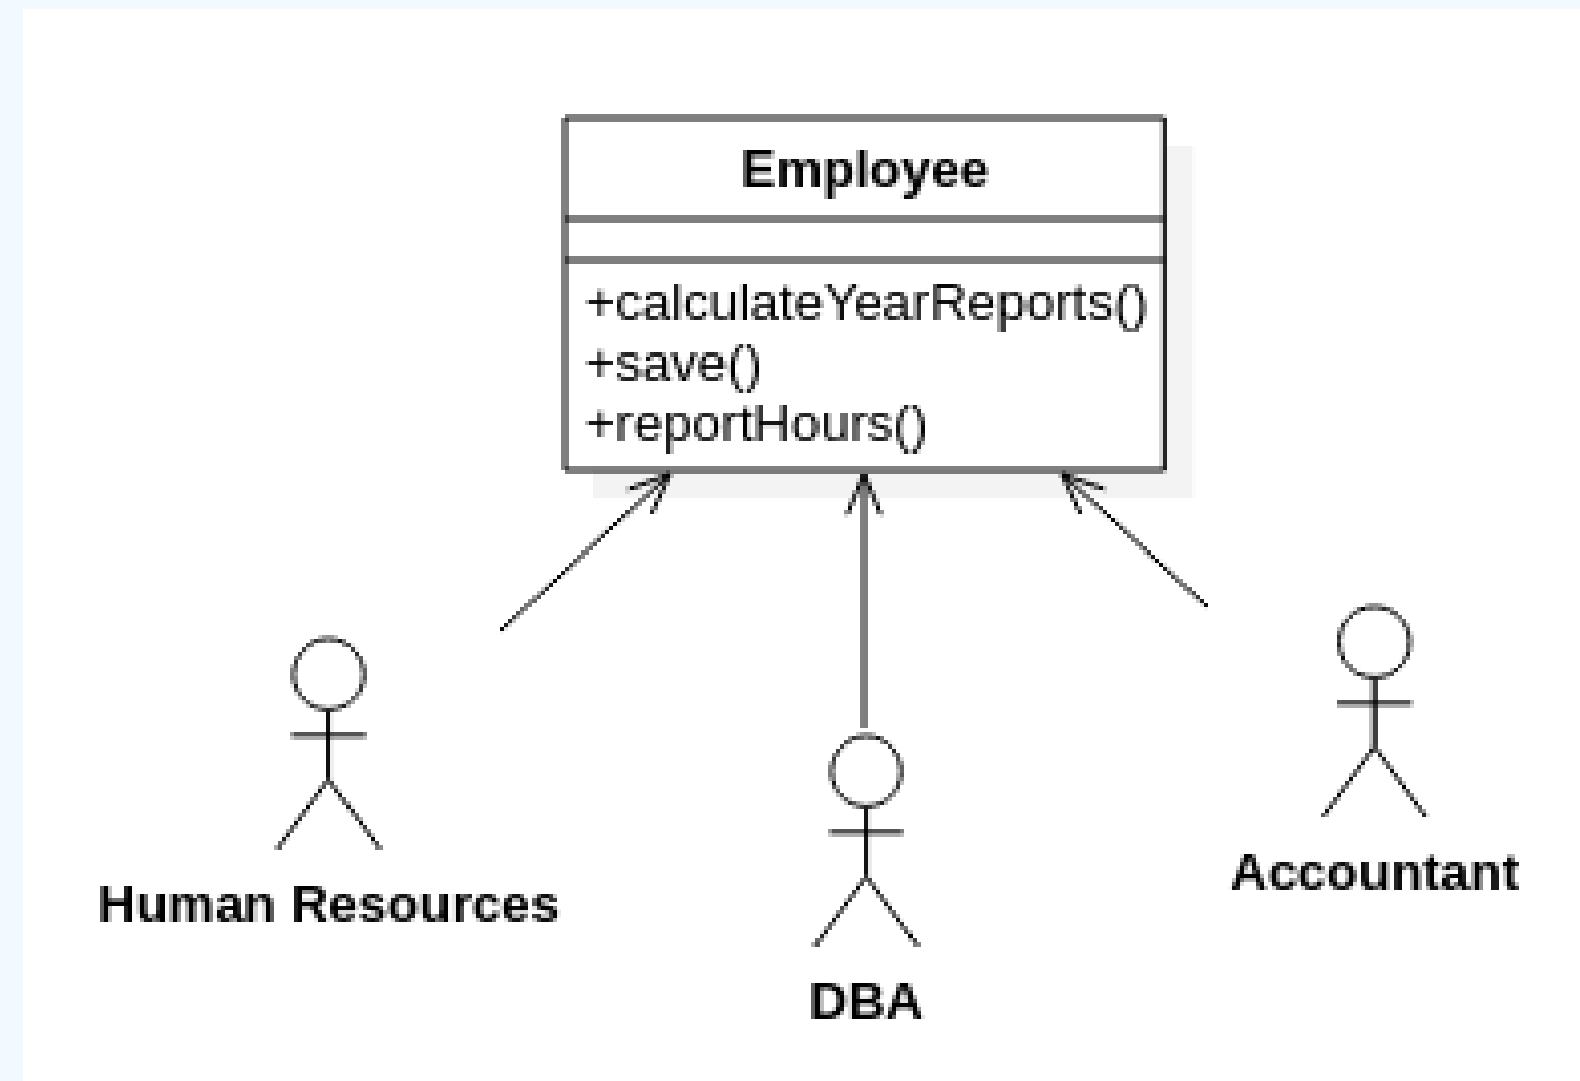 Employee
+calculateYearReports()
+save()
+reportHours()
Human Resources
DBA
Accountant